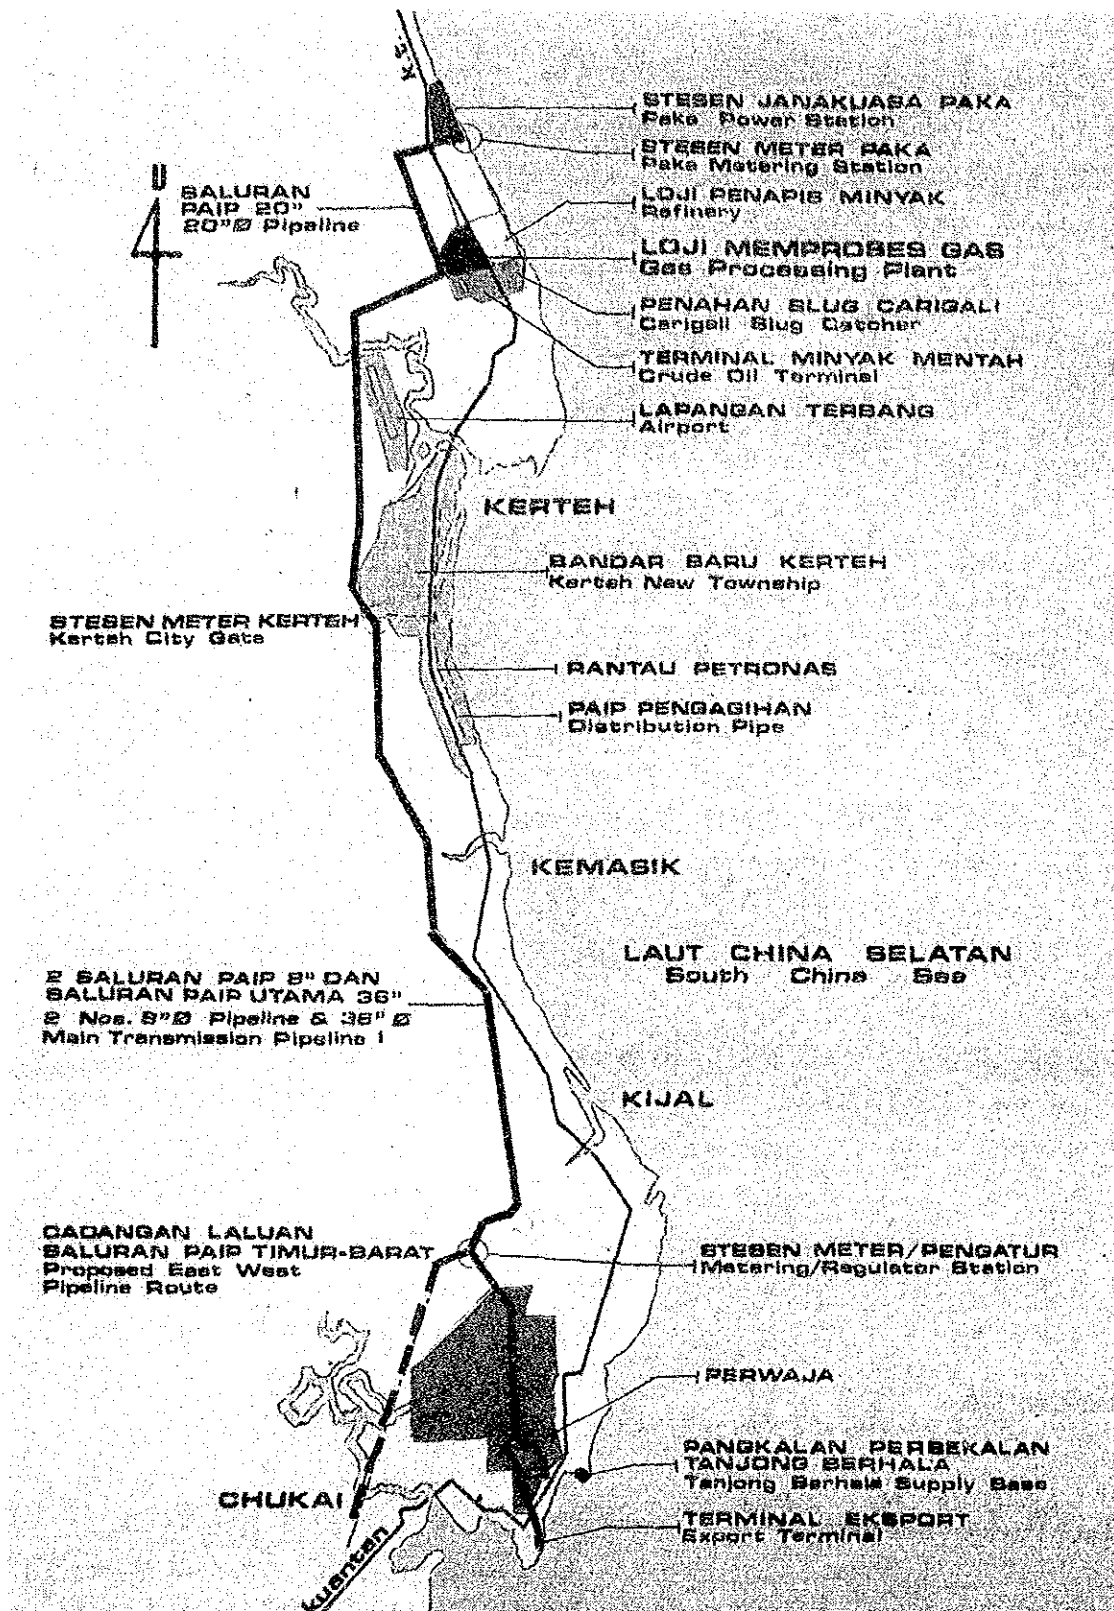 K.T.
STESEN JANAKUASA PAKA
Paka Power Station
STESEN METER PAKA
Paka Metering Station
U
SALURAN
PAIP 20"
20"Ø Pipeline
LOJI PENAPIS MINYAK
Refinery
LOJI MEMPROSES GAS
Gas Processing Plant
PENAHAN SLUG CARIGALI
Carigali Slug Catcher
TERMINAL MINYAK MENTAH
Crude Oil Terminal
LAPANGAN TERBANG
Airport
KERTEH
BANDAR BARU KERTEH
Kerteh New Township
STESEN METER KERTEH
Kerteh City Gate
RANTAU PETRONAS
PAIP PENGAGIHAN
Distribution Pipe
KEMASIK
LAUT CHINA SELATAN
South China Sea
2 SALURAN PAIP 8" DAN
SALURAN PAIP UTAMA 36"
2 Nos. 8"Ø Pipeline & 36"Ø
Main Transmission Pipeline I
KIJAL
CADANGAN LALUAN
SALURAN PAIP TIMUR-BARAT
Proposed East West
Pipeline Route
STESEN METER/PENGATUR
Metering/Regulator Station
PERWAJA
PANGKALAN PERBEKALAN
TANJONG BERHALA
Tanjong Berhala Supply Base
CHUKAI
TERMINAL EKSPORT
Export Terminal
kuantan